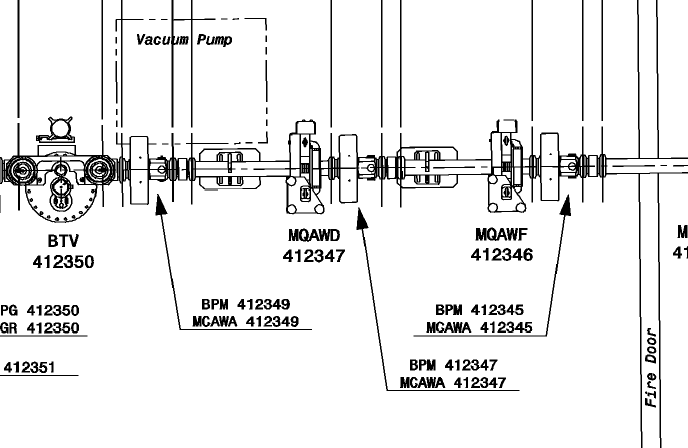 Vacuum Pump
BTV
412350
MQAWD
412347
MQAWF
412346
M
41
PG 412350
GR 412350
412351
BPM 412349
MCAWA 412349
BPM 412345
MCAWA 412345
BPM 412347
MCAWA 412347
Fire Door